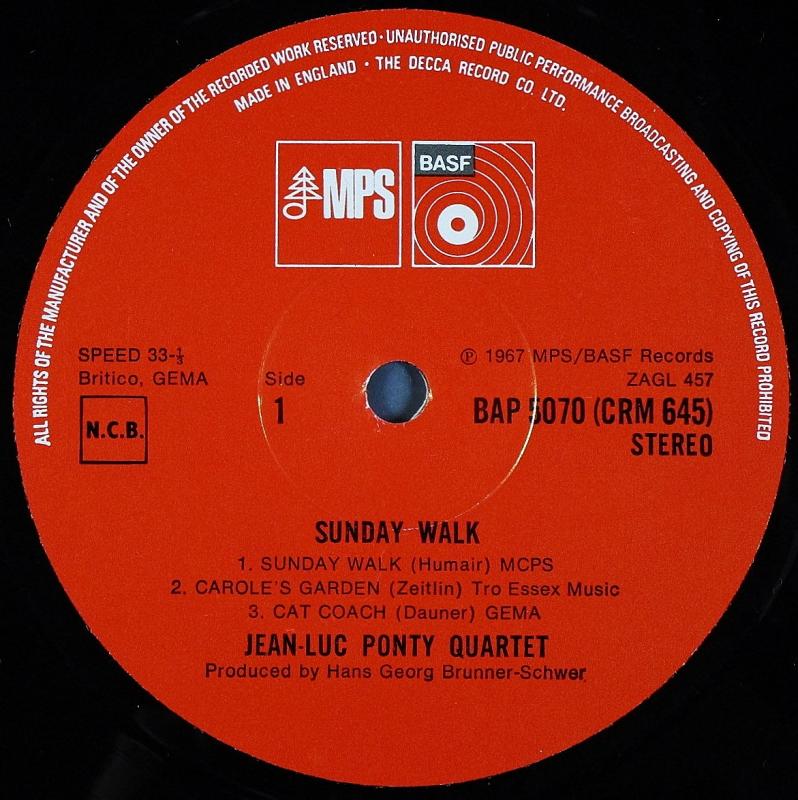 ALL RIGHTS OF THE MANUFACTURER AND OF THE OWNER OF THE RECORDED WORK RESERVED · UNAUTHORISED PUBLIC PERFORMANCE BROADCASTING AND COPYING OF THIS RECORD PROHIBITED
MADE IN ENGLAND · THE DECCA RECORD CO. LTD.
MPS
BASF
SPEED 33-⅓
Britico, GEMA
N.C.B.
Side
1
℗ 1967 MPS/BASF Records
ZAGL 457
BAP 5070 (CRM 645)
STEREO
SUNDAY WALK
1. SUNDAY WALK (Humair) MCPS
2. CAROLE'S GARDEN (Zeitlin) Tro Essex Music
3. CAT COACH (Dauner) GEMA
JEAN-LUC PONTY QUARTET
Produced by Hans Georg Brunner-Schwer